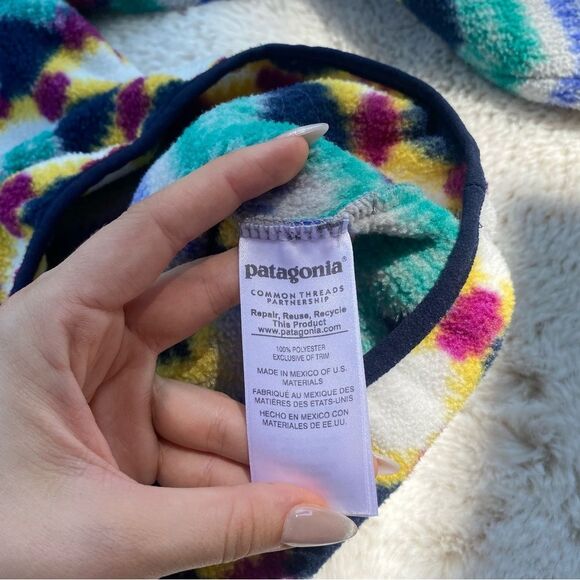 patagonia®
COMMON THREADS
PARTNERSHIP
Repair, Reuse, Recycle
This Product
www.patagonia.com
100% POLYESTER
EXCLUSIVE OF TRIM
MADE IN MEXICO OF U.S.
MATERIALS
FABRIQUÉ AU MEXIQUE DES
MATIÈRES DES ETATS-UNIS
HECHO EN MEXICO CON
MATERIALES DE EE.UU.